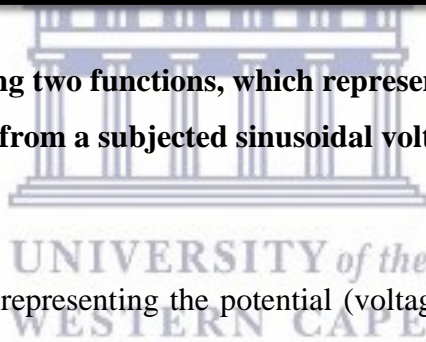 ng two functions, which represen
from a subjected sinusoidal volt
UNIVERSITY of the
representing the potential (voltag
WESTERN CAPE